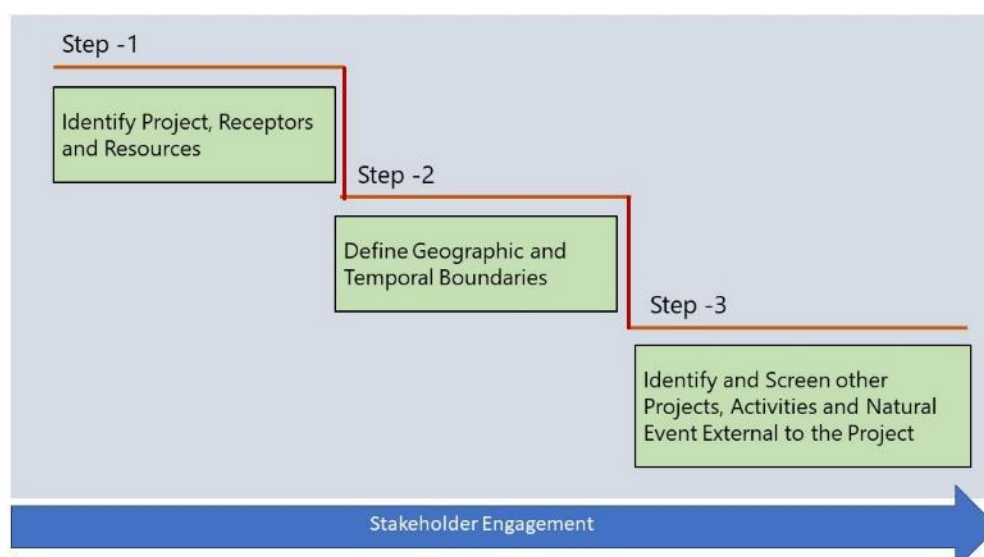 Step -1
Identify Project, Receptors
and Resources
Step -2
Define Geographic and
Temporal Boundaries
Step -3
Identify and Screen other
Projects, Activities and Natural
Event External to the Project
Stakeholder Engagement